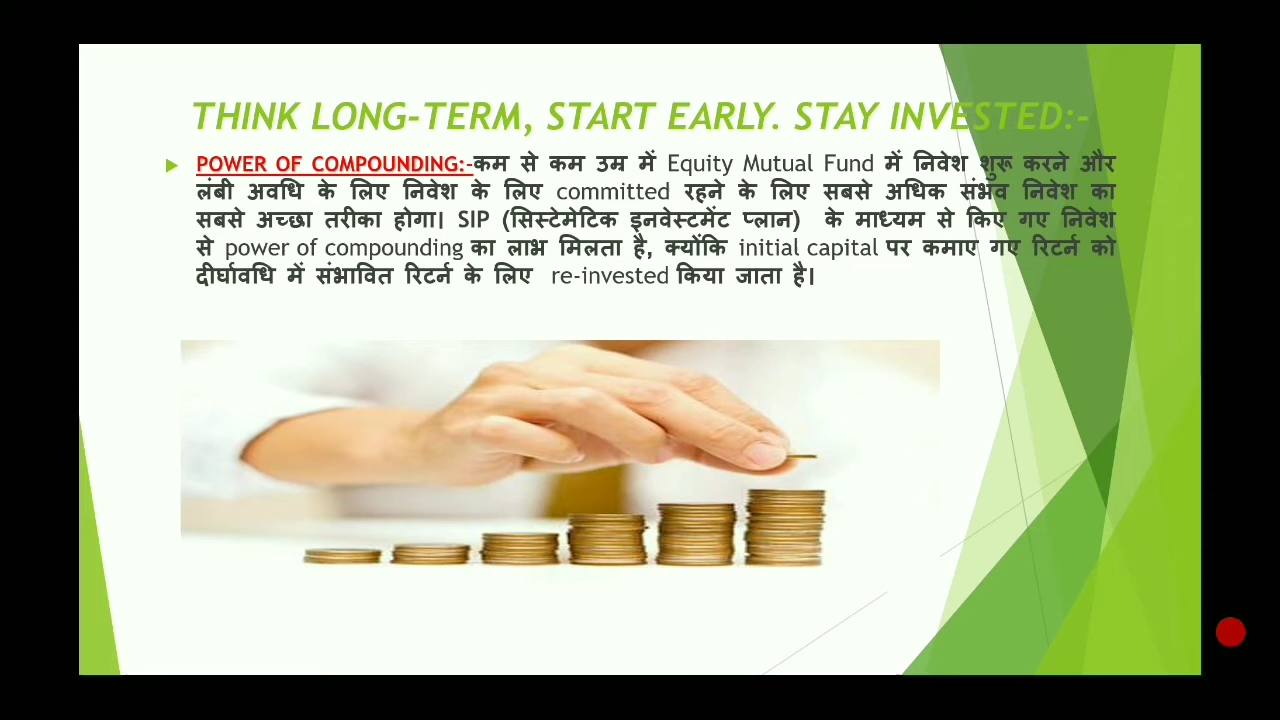 THINK LONG-TERM, START EARLY. STAY INVESTED:-
POWER OF COMPOUNDING:-कम से कम उम्र में Equity Mutual Fund में निवेश शुरू करने और
लंबी अवधि के लिए निवेश के लिए committed रहने के लिए सबसे अधिक संभव निवेश का
सबसे अच्छा तरीका होगा। SIP (सिस्टेमेटिक इनवेस्टमेंट प्लान) के माध्यम से किए गए निवेश
से power of compounding का लाभ मिलता है, क्योंकि initial capital पर कमाए गए रिटर्न को
दीर्घावधि में संभावित रिटर्न के लिए re-invested किया जाता है।